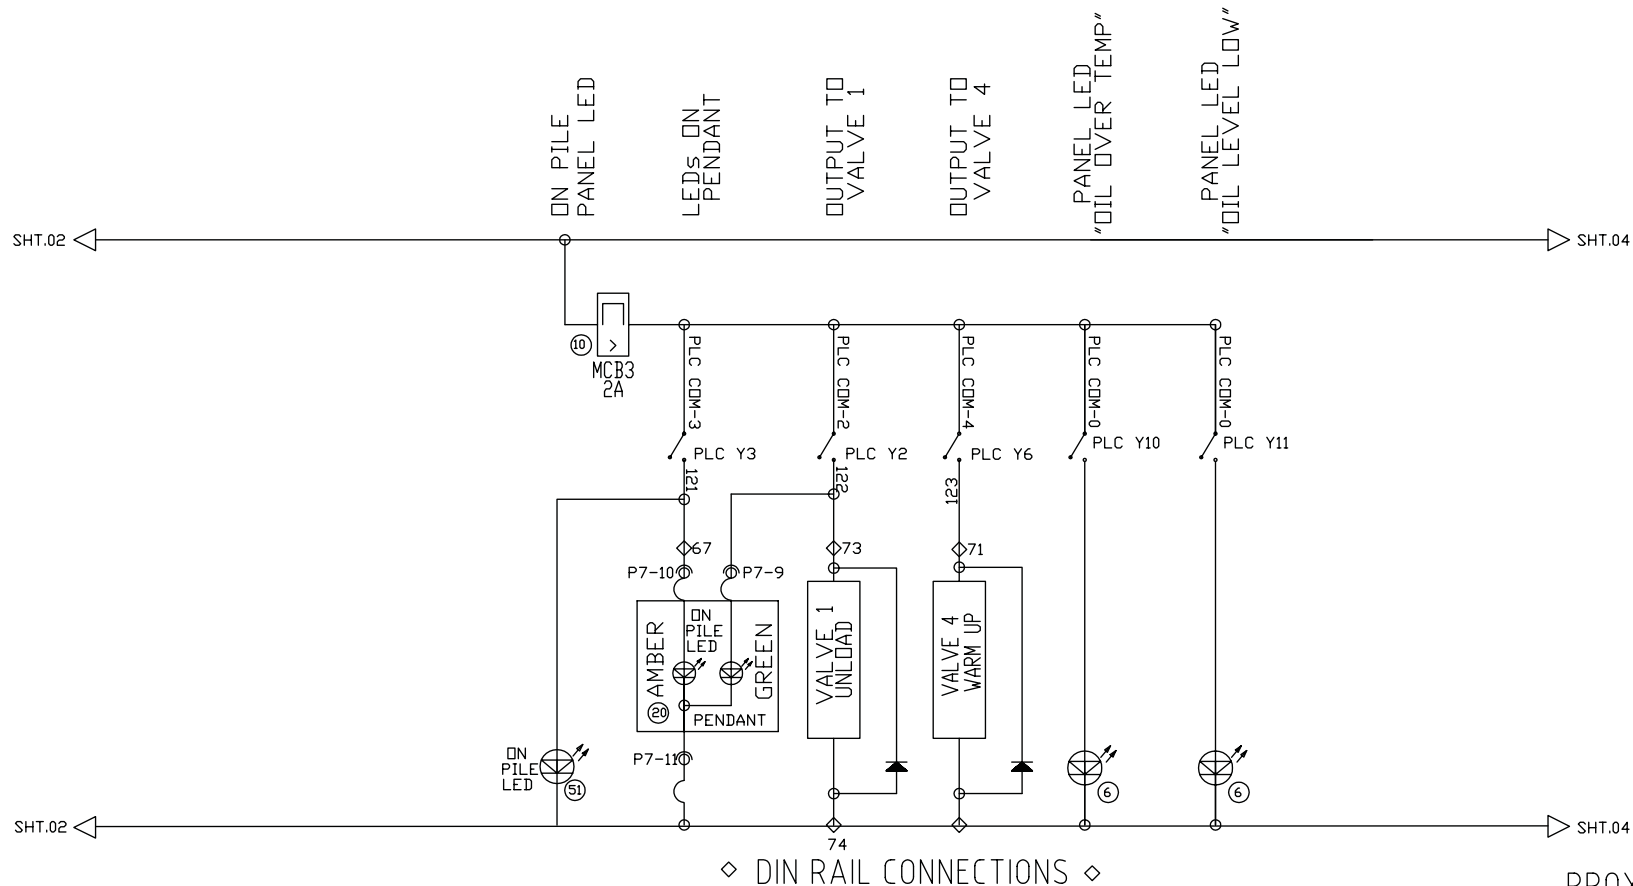 ON PILE
PANEL LED
LEDs ON
PENDANT
OUTPUT TO
VALVE 1
OUTPUT TO
VALVE 4
PANEL LED
"OIL OVER TEMP"
PANEL LED
"OIL LEVEL LOW"
SHT.02
SHT.04
10
MCB3
2A
PLC COM-3
PLC COM-2
PLC COM-4
PLC COM-0
PLC COM-0
PLC Y3
PLC Y2
PLC Y6
PLC Y10
PLC Y11
121
122
123
67
73
71
P7-10
P7-9
AMBER
ON
PILE
LED
GREEN
20
PENDANT
VALVE 1
UNLOAD
VALVE 4
WARM UP
P7-11
ON
PILE
LED
51
6
6
SHT.02
SHT.04
74
DIN RAIL CONNECTIONS